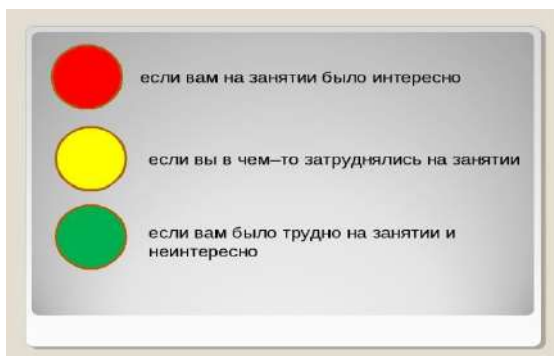 если вам на занятии было интересно
если вы в чем–то затруднялись на занятии
если вам было трудно на занятии и
неинтересно